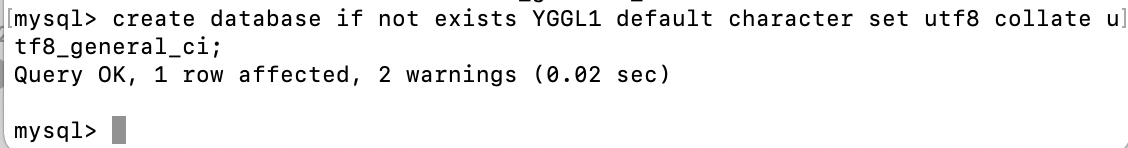 [mysql> create database if not exists YGGL1 default character set utf8 collate u]
tf8_general_ci;
Query OK, 1 row affected, 2 warnings (0.02 sec)
mysql>